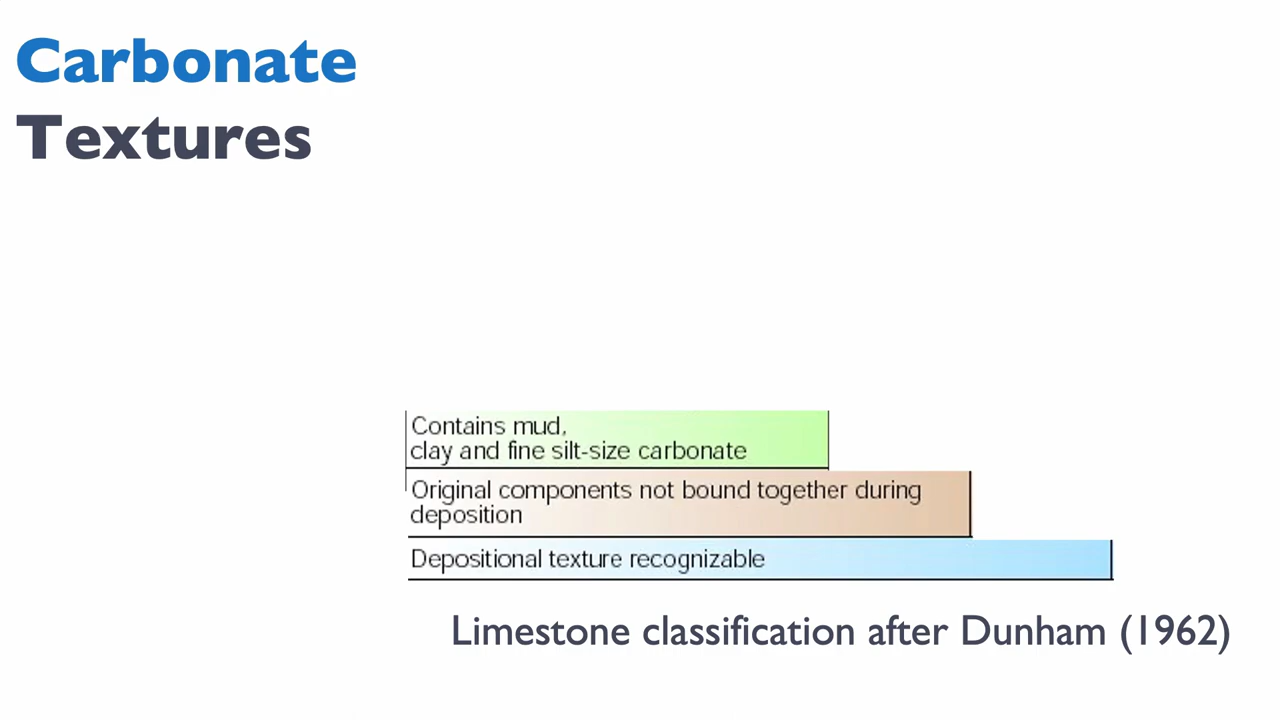 Carbonate
Textures
Contains mud,
clay and fine silt-size carbonate
Original components not bound together during
deposition
Depositional texture recognizable
Limestone classification after Dunham (1962)